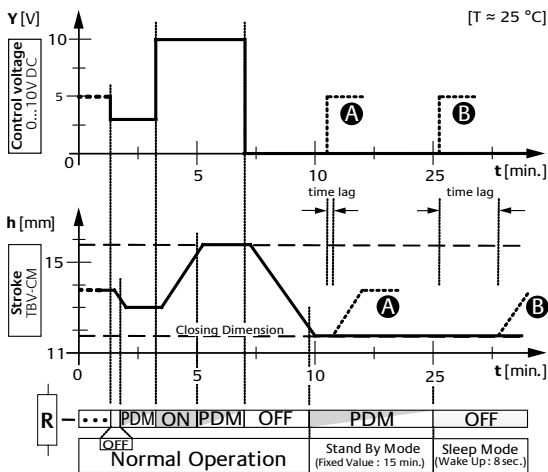 Y [V]
[T ≈ 25 °C]
Control voltage
0...10V DC
10
5
0
5
10
25
t [min.]
A
B
time lag
time lag
h [mm]
Stroke
TBV-CM
15
11
Closing Dimension
A
B
0
5
10
25
t [min.]
R
PDM
ON
PDM
OFF
PDM
OFF
OFF
Normal Operation
Stand By Mode
(Fixed Value : 15 min.)
Sleep Mode
(Wake Up: 8 sec.)